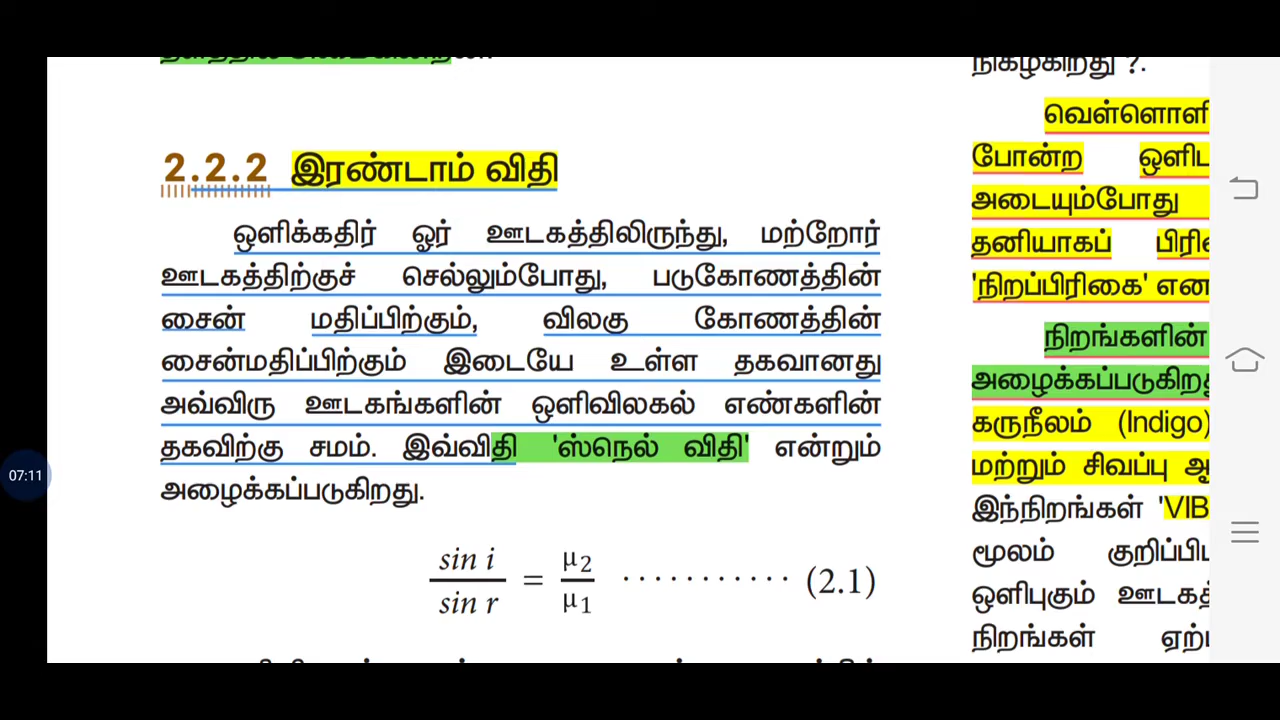 2.2.2 இரண்டாம் விதி
ஒளிக்கதிர் ஓர் ஊடகத்திலிருந்து, மற்றோர்
ஊடகத்திற்குச் செல்லும்போது, படுகோணத்தின்
சைன் மதிப்பிற்கும், விலகு கோணத்தின்
சைன்மதிப்பிற்கும் இடையே உள்ள தகவானது
அவ்விரு ஊடகங்களின் ஒளிவிலகல் எண்களின்
தகவிற்கு சமம். இவ்விதி 'ஸ்நெல் விதி' என்றும்
அழைக்கப்படுகிறது.
sin i / sin r = μ2 / μ1 ........... (2.1)
நிகழ்கிறது ?.
வெள்ளொளி
போன்ற
அடையும்போது
தனியாகப்
'நிறப்பிரிகை' என
நிறங்களின்
கருநீலம் (Indigo)
மற்றும் சிவப்பு
இந்நிறங்கள் 'VIB
மூலம்
ஒளிபுகும்
நிறங்கள்
07:11